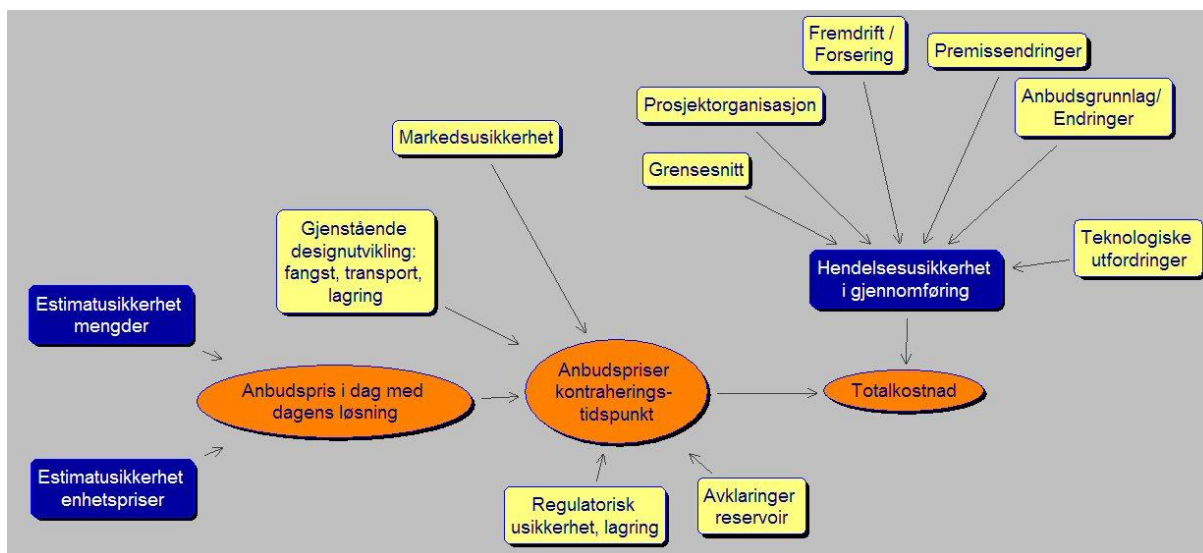 Fremdrift /
Forsering
Premissendringer
Prosjektorganisasjon
Anbudsgrunnlag/
Endringer
Markedsusikkerhet
Grensesnitt
Gjenstående
designutvikling:
fangst, transport,
lagring
Teknologiske
utfordringer
Hendelsesusikkerhet
i gjennomføring
Estimatusikkerhet
mengder
Anbudspris i dag med
dagens løsning
Anbudspriser
kontraherings-
tidspunkt
Totalkostnad
Estimatusikkerhet
enhetspriser
Regulatorisk
usikkerhet, lagring
Avklaringer
reservoir